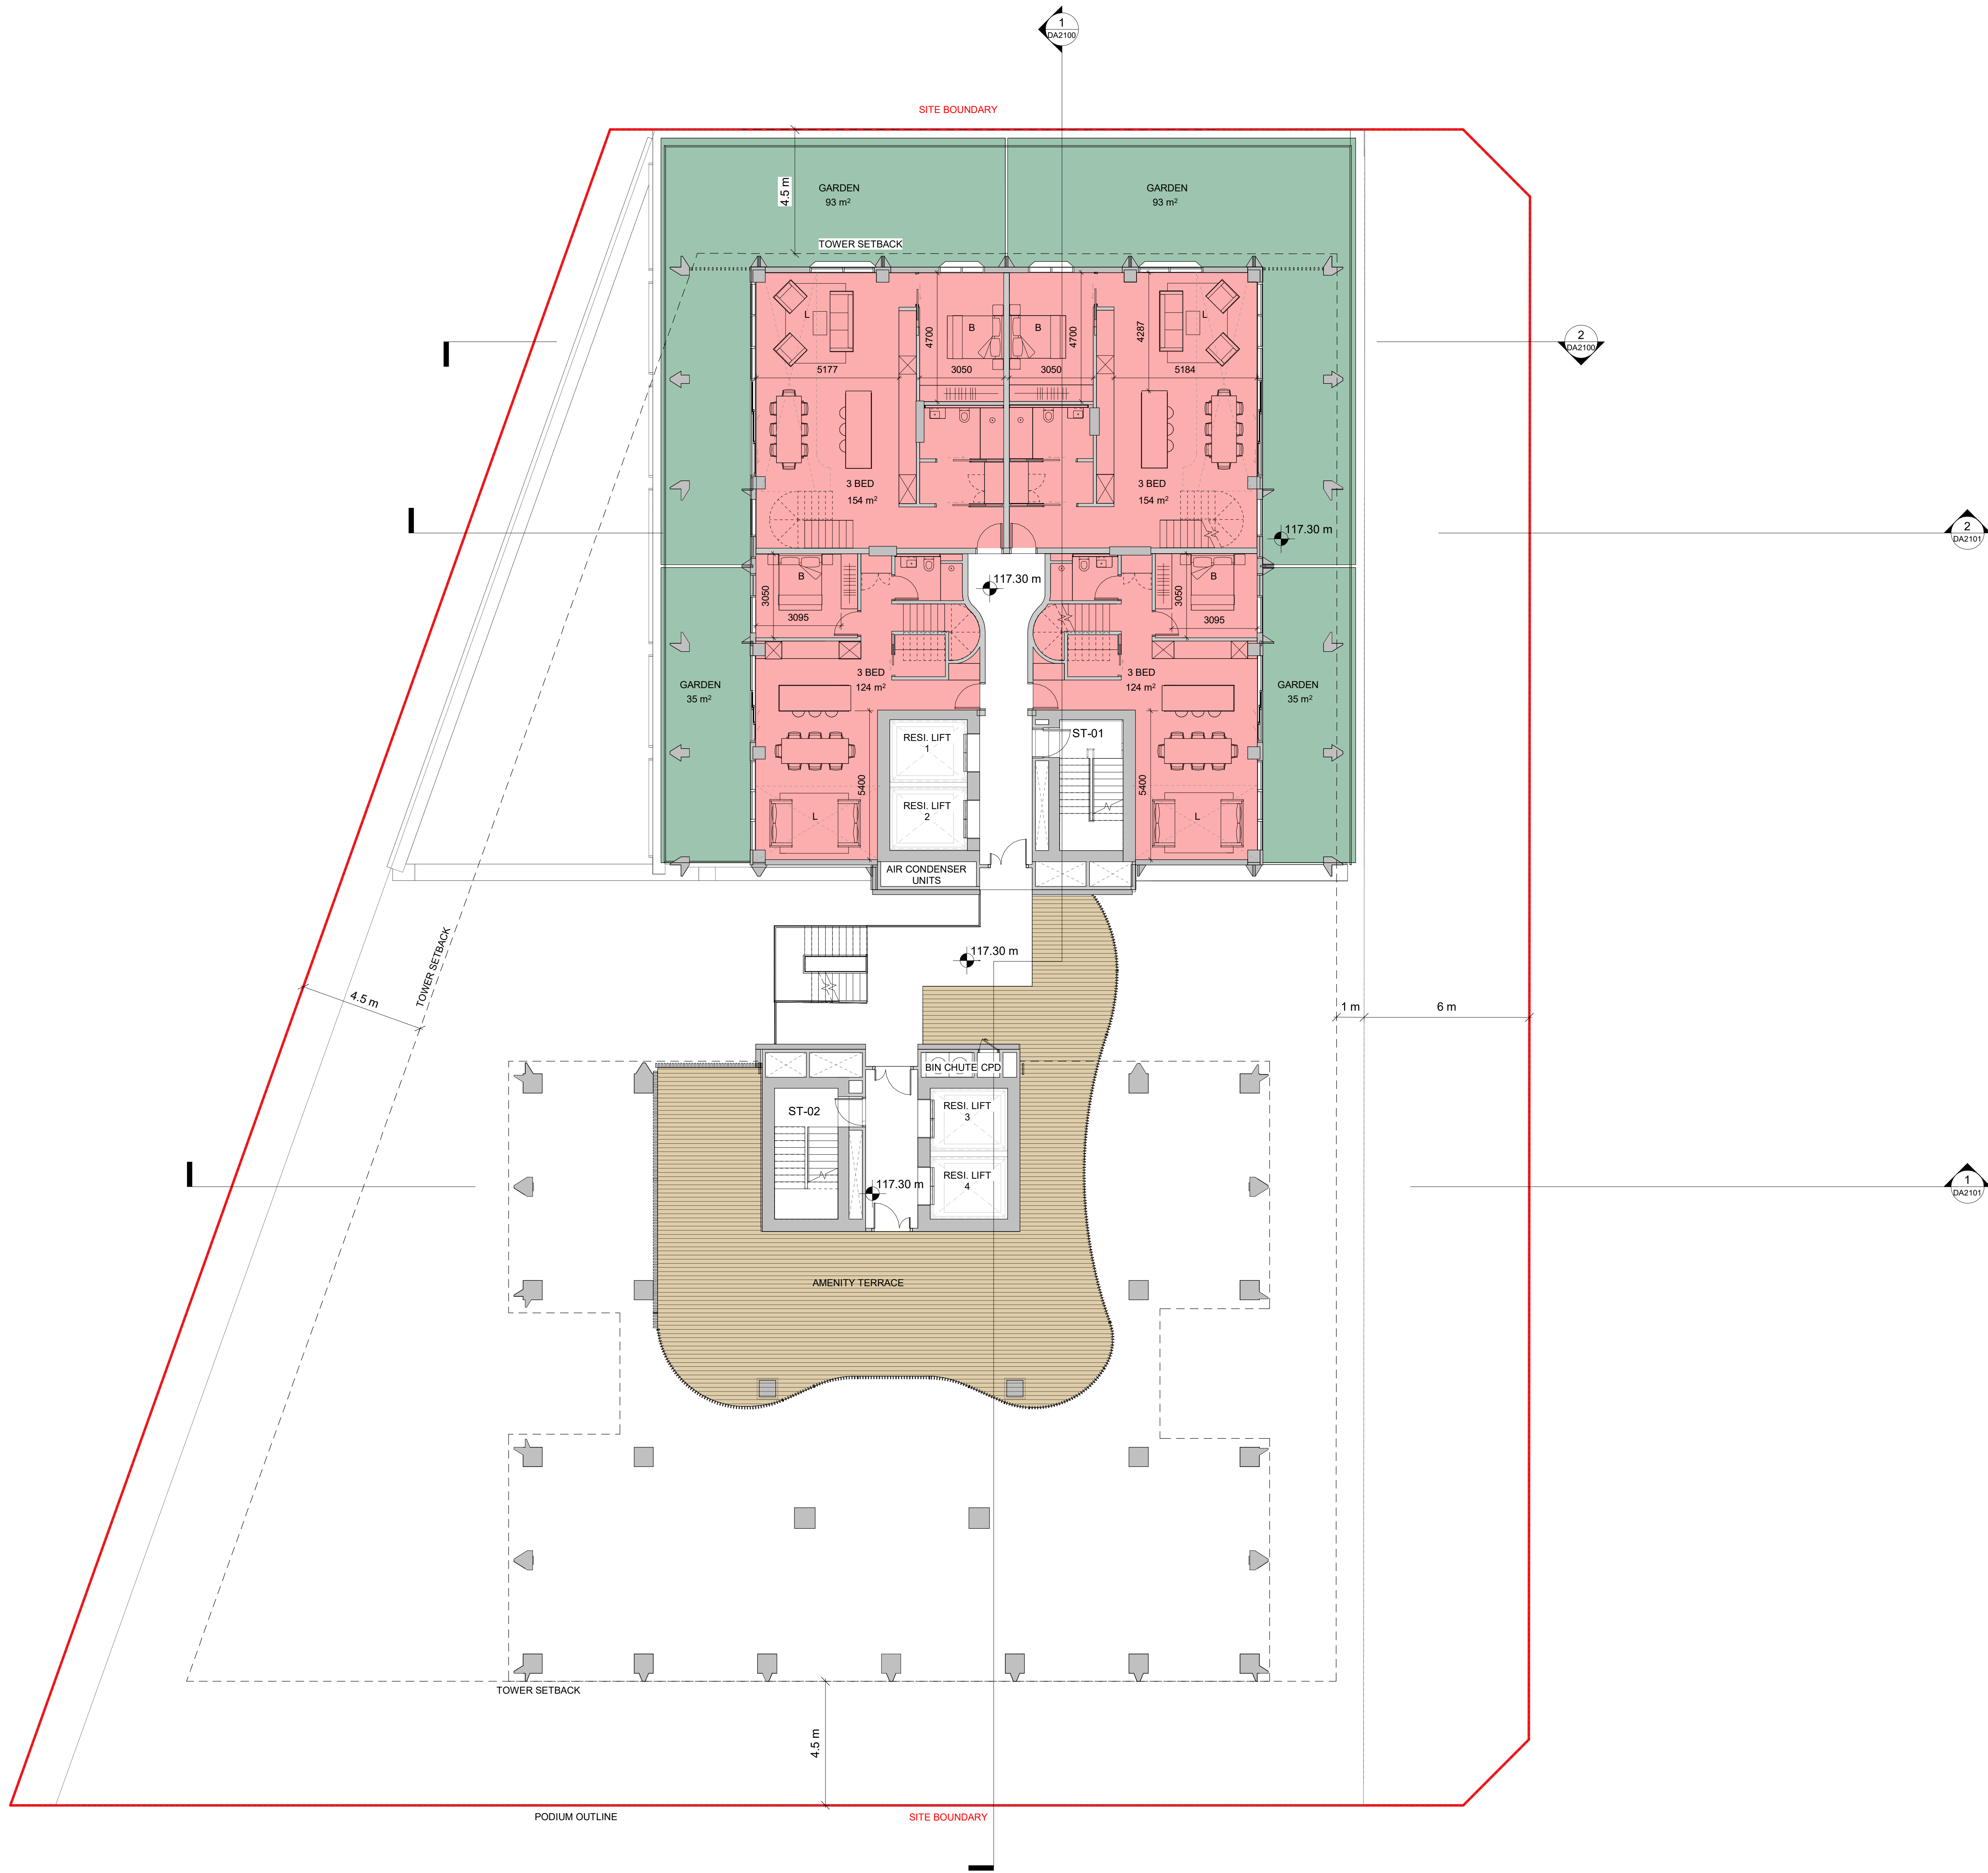 1
DA2100
SITE BOUNDARY
4.5 m
GARDEN
93 m²
GARDEN
93 m²
TOWER SETBACK
L
B
B
L
4700
4700
4287
5177
3050
3050
5184
2
DA2100
3 BED
154 m²
3 BED
154 m²
117.30 m
2
DA2101
B
3050
3095
117.30 m
B
3050
3095
3 BED
124 m²
3 BED
124 m²
GARDEN
35 m²
GARDEN
35 m²
RESI. LIFT
1
ST-01
5400
RESI. LIFT
2
5400
L
L
AIR CONDENSER
UNITS
TOWER SETBACK
117.30 m
4.5 m
1 m
6 m
BIN CHUTE
CPD
ST-02
RESI. LIFT
3
RESI. LIFT
4
117.30 m
1
DA2101
AMENITY TERRACE
TOWER SETBACK
4.5 m
PODIUM OUTLINE
SITE BOUNDARY